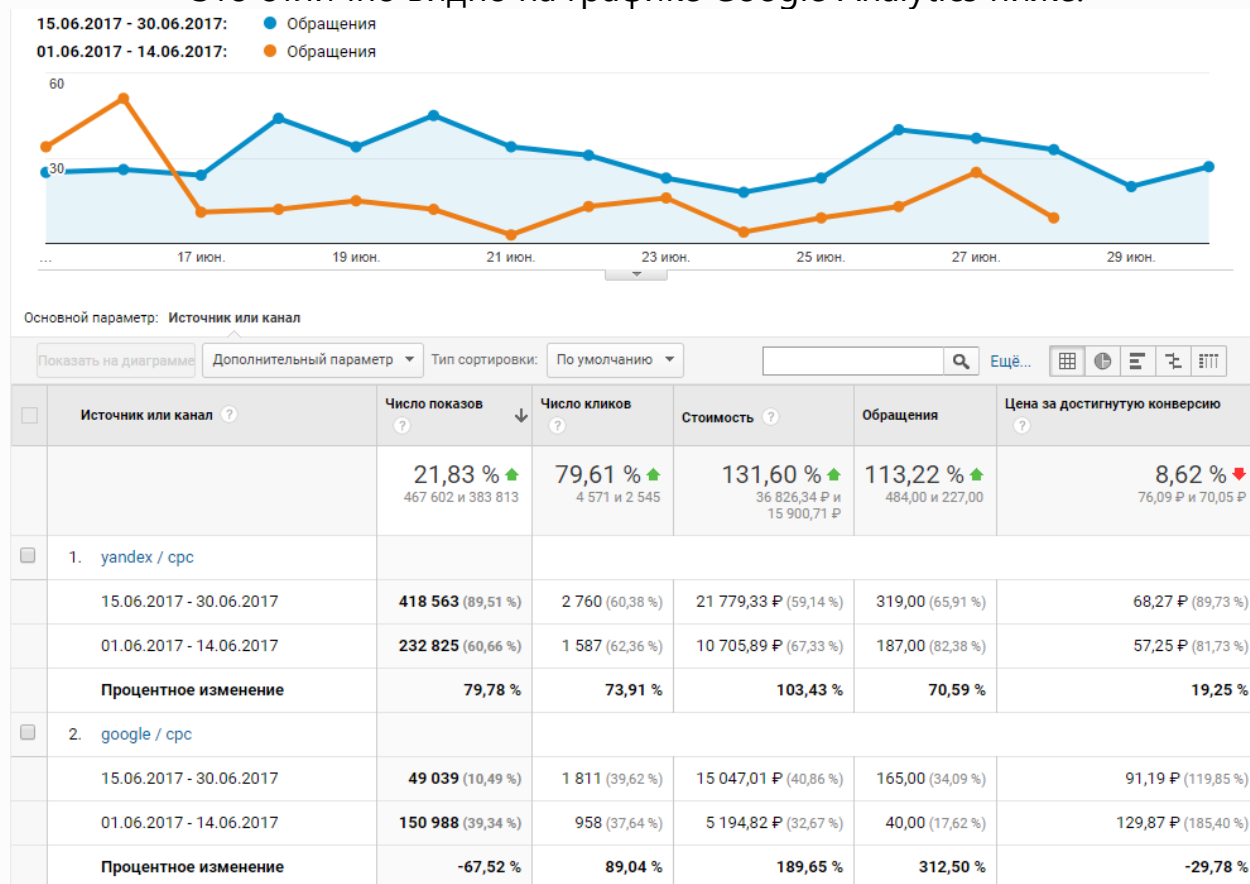 Это отлично видно на графике Google Analytics ниже.
15.06.2017 - 30.06.2017: Обращения
01.06.2017 - 14.06.2017: Обращения
60
30
... 17 июн. 19 июн. 21 июн. 23 июн. 25 июн. 27 июн. 29 июн.
Основной параметр: Источник или канал
Показать на диаграмме Дополнительный параметр Тип сортировки: По умолчанию Ещё...
Источник или канал ? Число показов ? Число кликов ? Стоимость ? Обращения Цена за достигнутую конверсию ?
21,83 % 79,61 % 131,60 % 113,22 % 8,62 %
467 602 и 383 813 4 571 и 2 545 36 826,34 ₽ и 15 900,71 ₽ 484,00 и 227,00 76,09 ₽ и 70,05 ₽
1. yandex / cpc
15.06.2017 - 30.06.2017 418 563 (89,51 %) 2 760 (60,38 %) 21 779,33 ₽ (59,14 %) 319,00 (65,91 %) 68,27 ₽ (89,73 %)
01.06.2017 - 14.06.2017 232 825 (60,66 %) 1 587 (62,36 %) 10 705,89 ₽ (67,33 %) 187,00 (82,38 %) 57,25 ₽ (81,73 %)
Процентное изменение 79,78 % 73,91 % 103,43 % 70,59 % 19,25 %
2. google / cpc
15.06.2017 - 30.06.2017 49 039 (10,49 %) 1 811 (39,62 %) 15 047,01 ₽ (40,86 %) 165,00 (34,09 %) 91,19 ₽ (119,85 %)
01.06.2017 - 14.06.2017 150 988 (39,34 %) 958 (37,64 %) 5 194,82 ₽ (32,67 %) 40,00 (17,62 %) 129,87 ₽ (185,40 %)
Процентное изменение -67,52 % 89,04 % 189,65 % 312,50 % -29,78 %